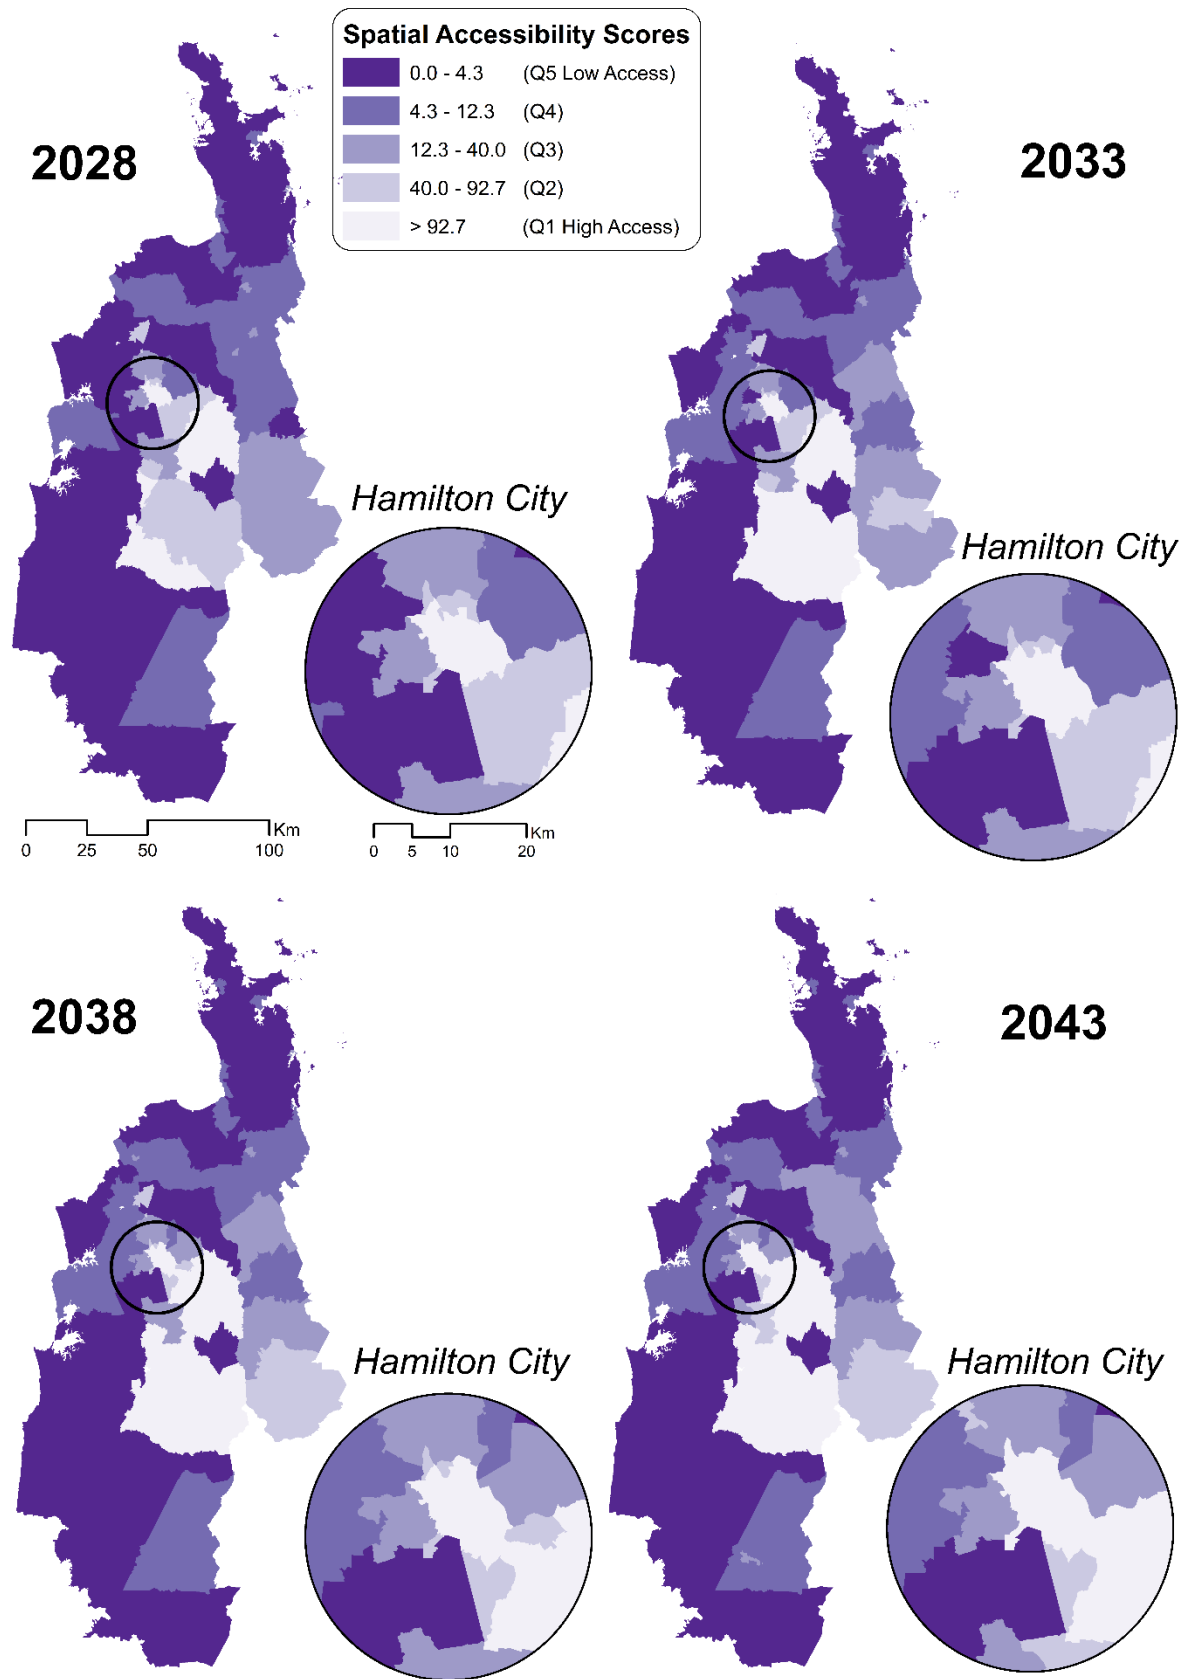 Spatial Accessibility Scores
0.0 - 4.3 (Q5 Low Access)
4.3 - 12.3 (Q4)
12.3 - 40.0 (Q3)
40.0 - 92.7 (Q2)
> 92.7 (Q1 High Access)
2028
2033
Hamilton City
Hamilton City
0 25 50 100 Km
0 5 10 20 Km
2038
2043
Hamilton City
Hamilton City